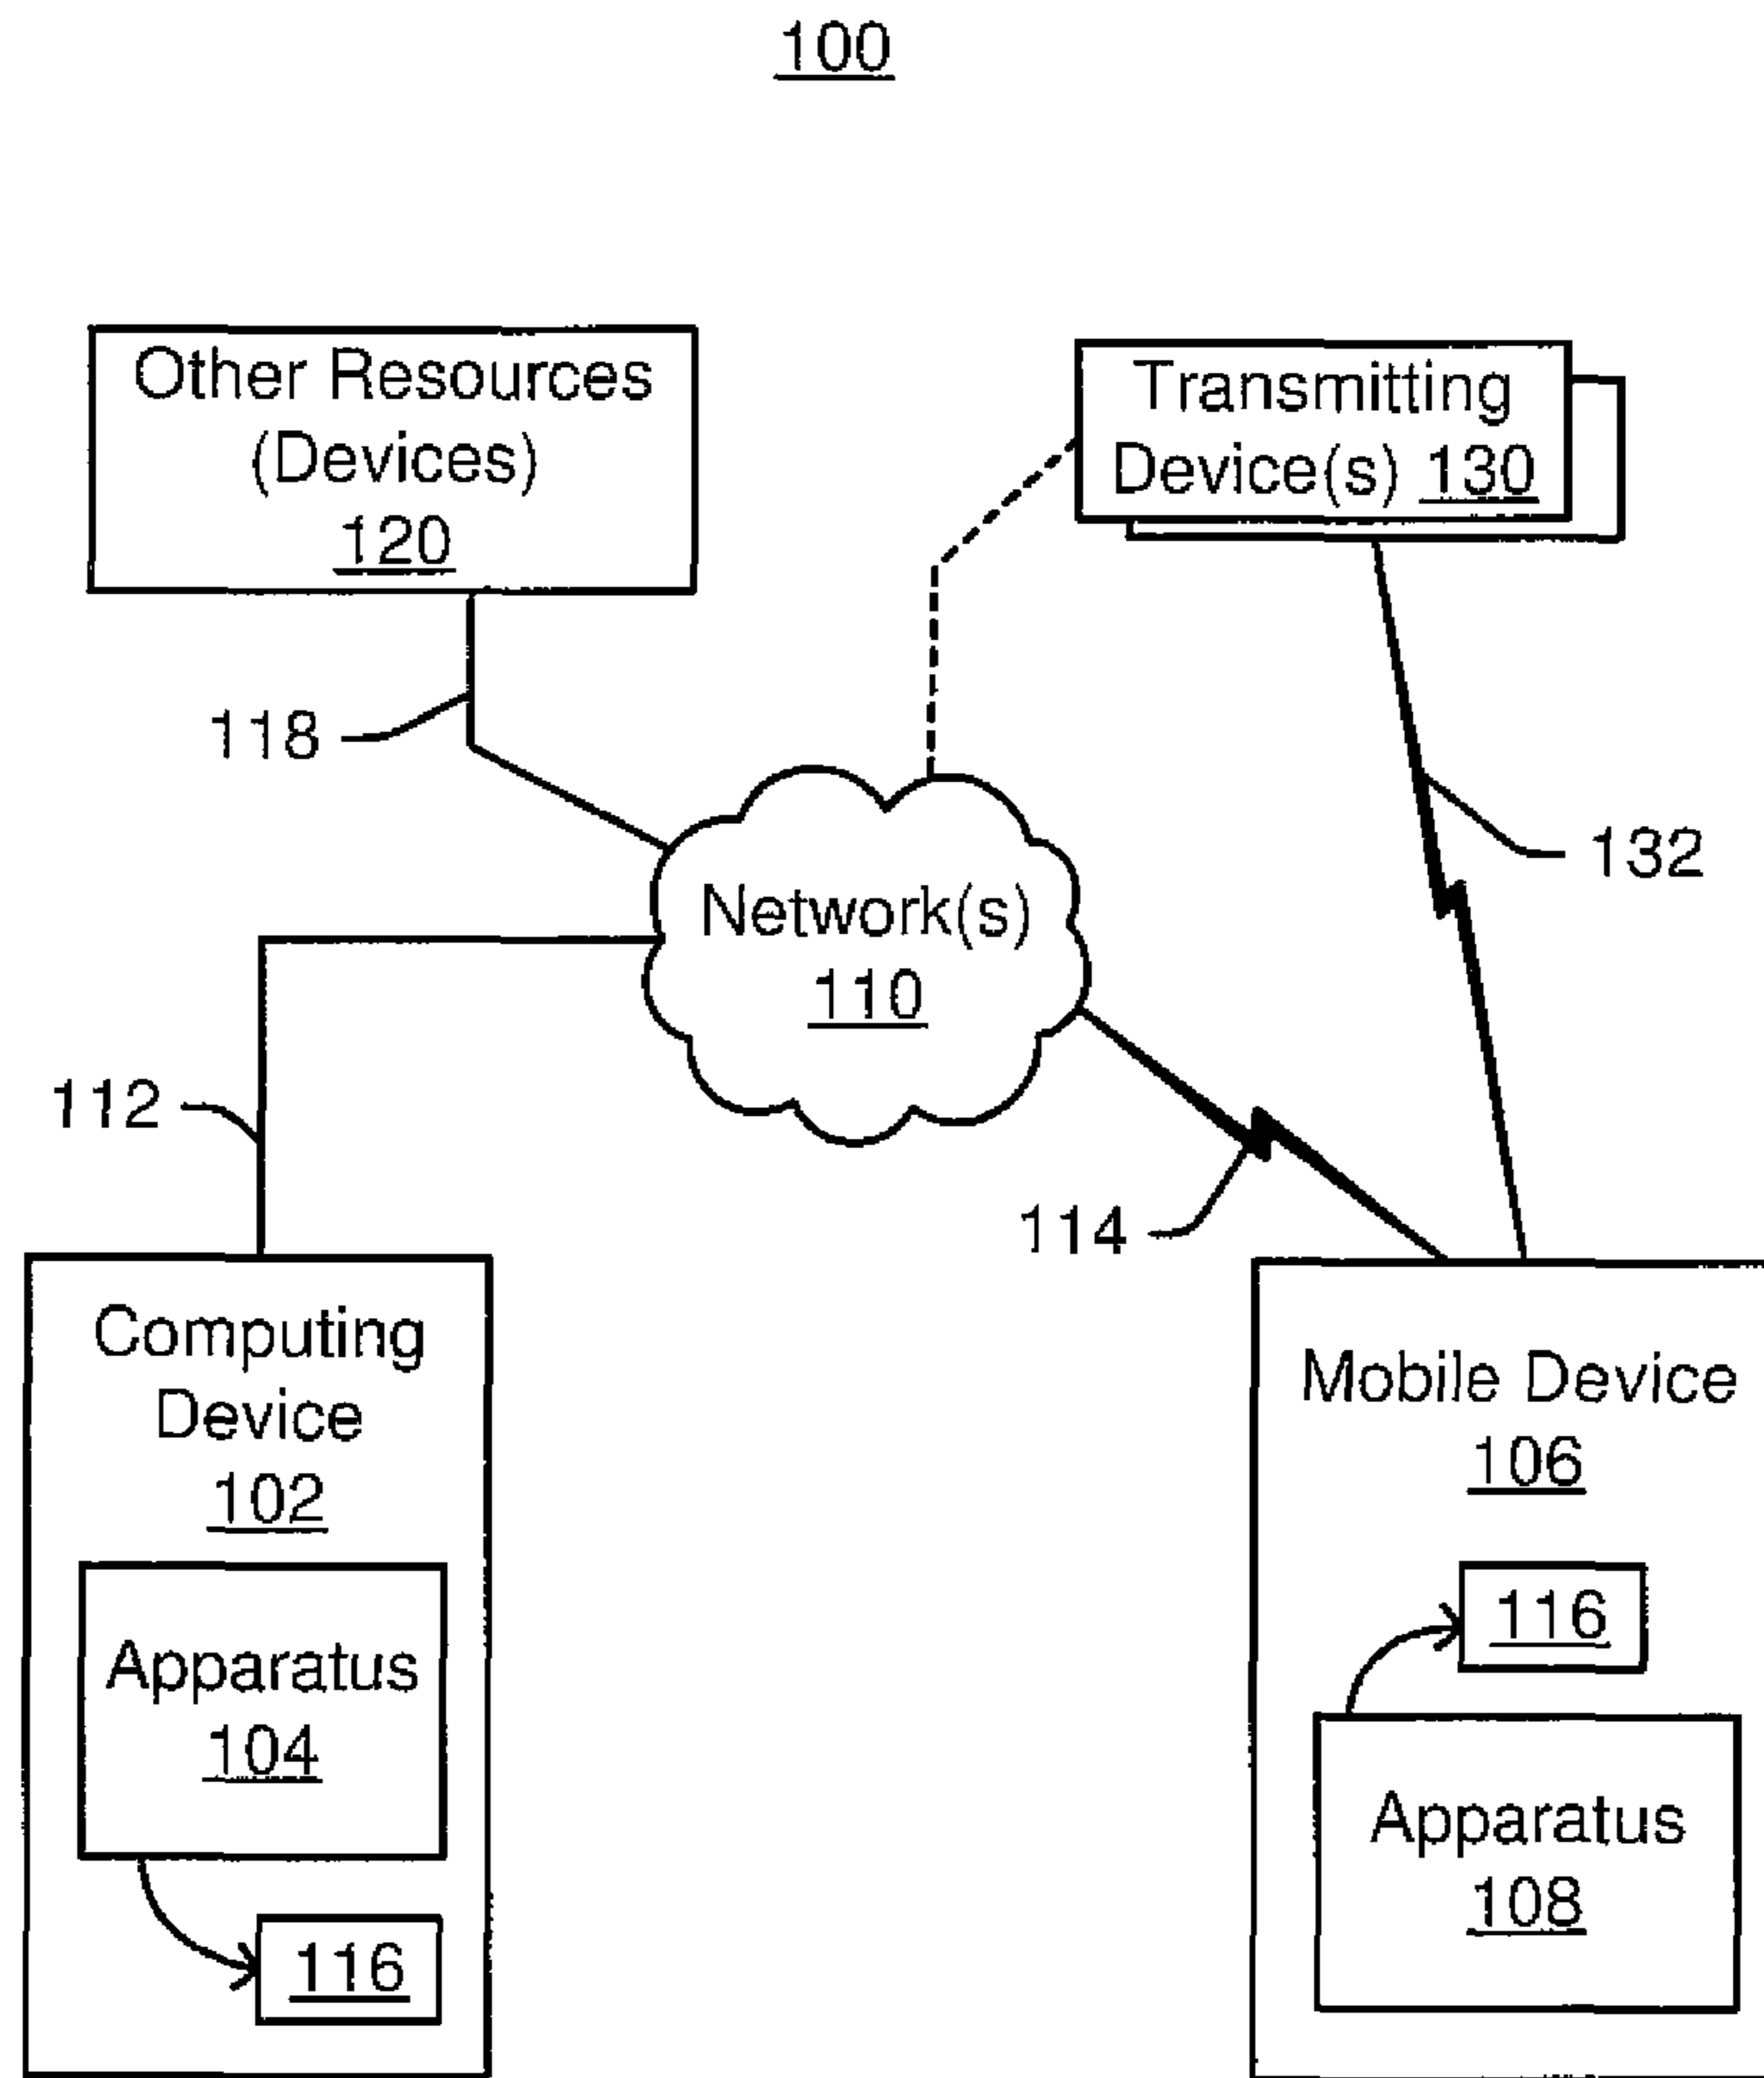 100
Other Resources
(Devices)
120
Transmitting
Device(s) 130
118
132
Network(s)
110
112
114
Computing
Device
102
Mobile Device
106
116
Apparatus
104
Apparatus
108
116